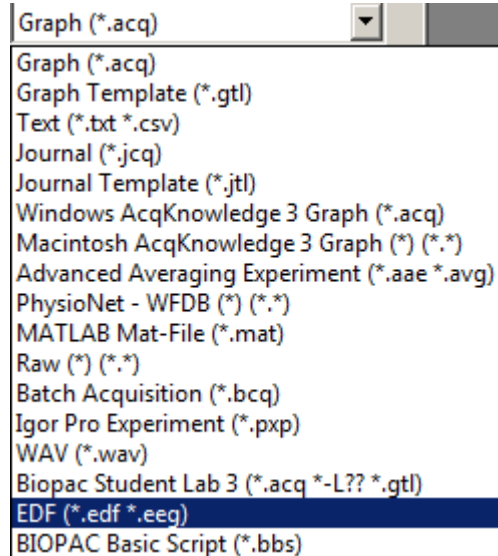 Graph (*.acq)
Graph (*.acq)
Graph Template (*.gtl)
Text (*.txt *.csv)
Journal (*.jcq)
Journal Template (*.jtl)
Windows AcqKnowledge 3 Graph (*.acq)
Macintosh AcqKnowledge 3 Graph (*) (*.*)
Advanced Averaging Experiment (*.aae *.avg)
PhysioNet - WFDB (*) (*.*)
MATLAB Mat-File (*.mat)
Raw (*) (*.*)
Batch Acquisition (*.bcq)
Igor Pro Experiment (*.pxp)
WAV (*.wav)
Biopac Student Lab 3 (*.acq *-L?? *.gtl)
EDF (*.edf *.eeg)
BIOPAC Basic Script (*.bbs)